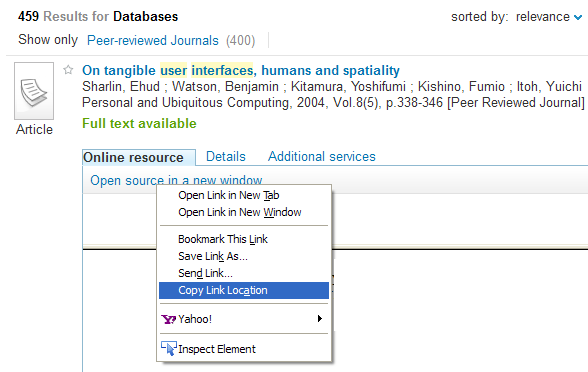 459 Results for Databases
sorted by: relevance
Show only Peer-reviewed Journals (400)
On tangible user interfaces, humans and spatiality
Sharlin, Ehud ; Watson, Benjamin ; Kitamura, Yoshifumi ; Kishino, Fumio ; Itoh, Yuichi
Personal and Ubiquitous Computing, 2004, Vol.8(5), p.338-346 [Peer Reviewed Journal]
Article
Full text available
Online resource Details Additional services
Open source in a new window
Open Link in New Tab
Open Link in New Window
Bookmark This Link
Save Link As...
Send Link...
Copy Link Location
Yahoo!
Inspect Element